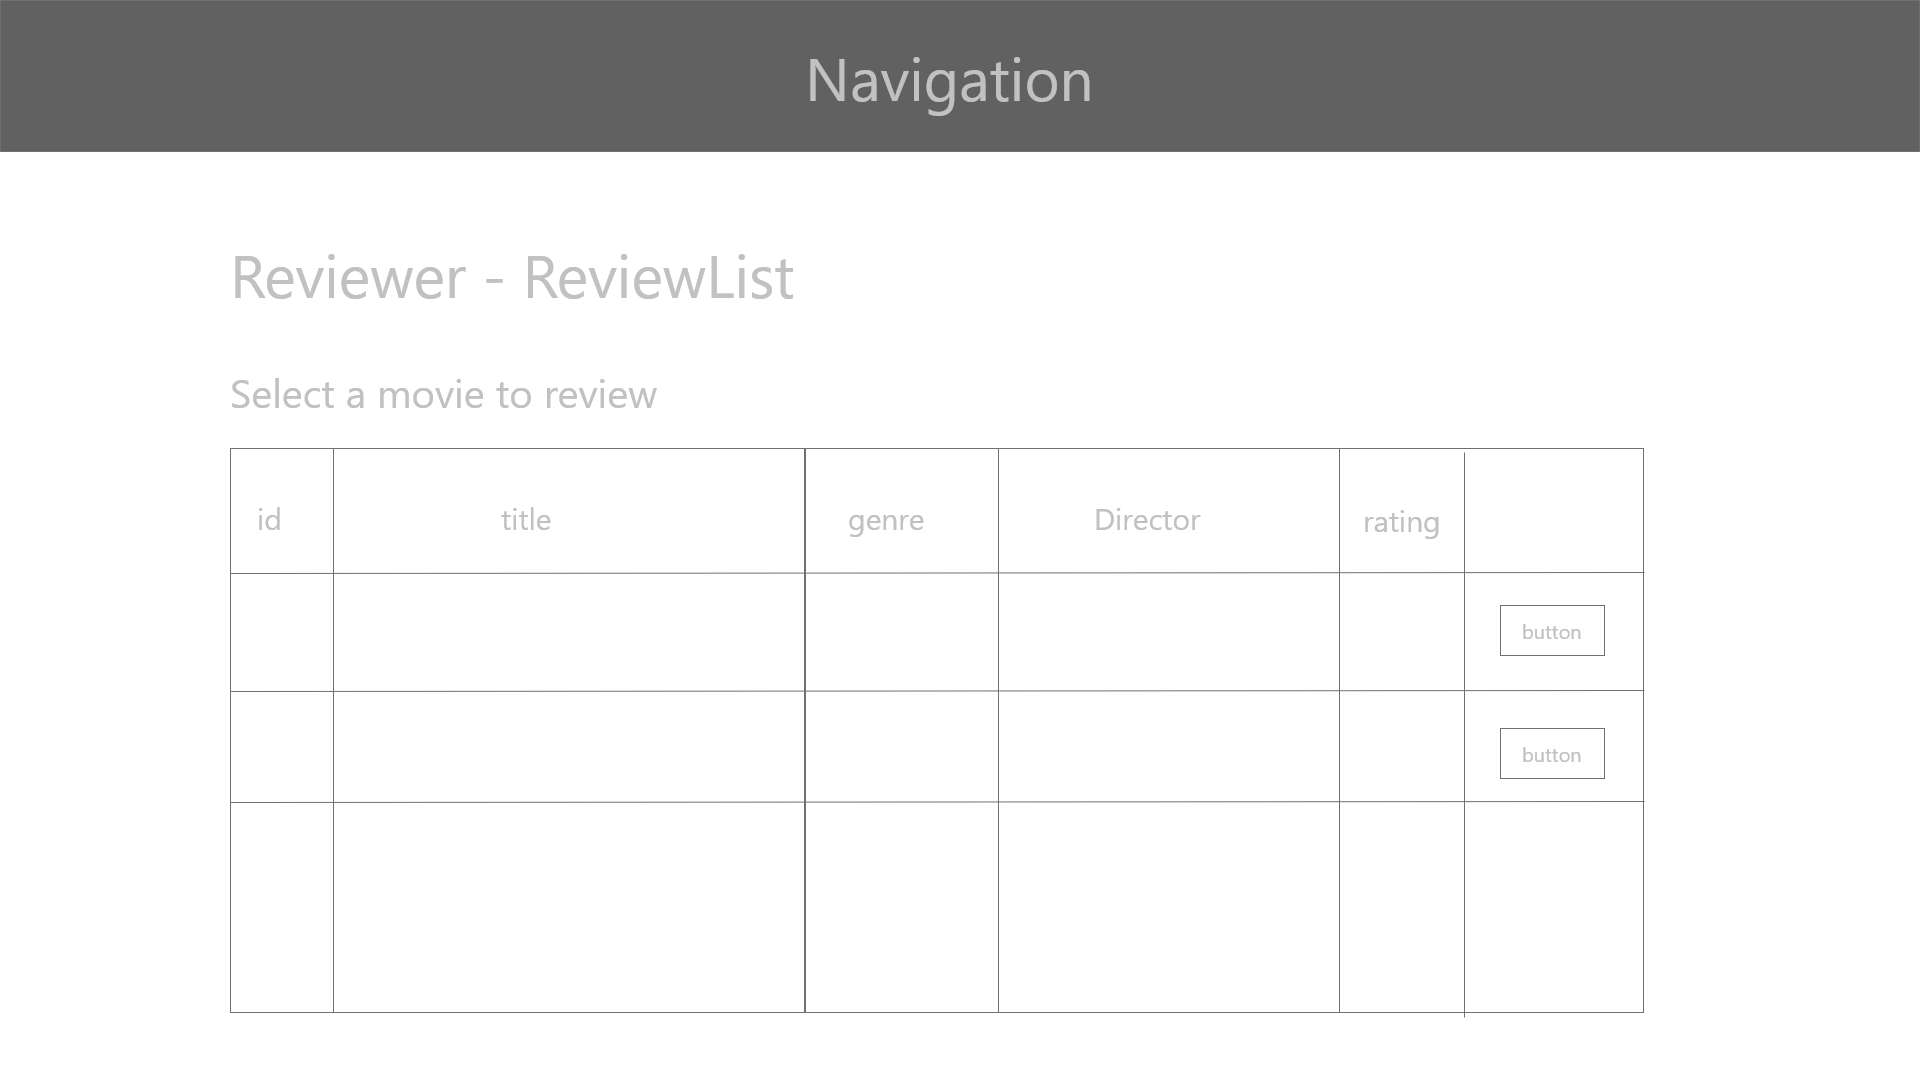 Navigation
Reviewer - ReviewList
Select a movie to review
id title genre Director rating
button
button